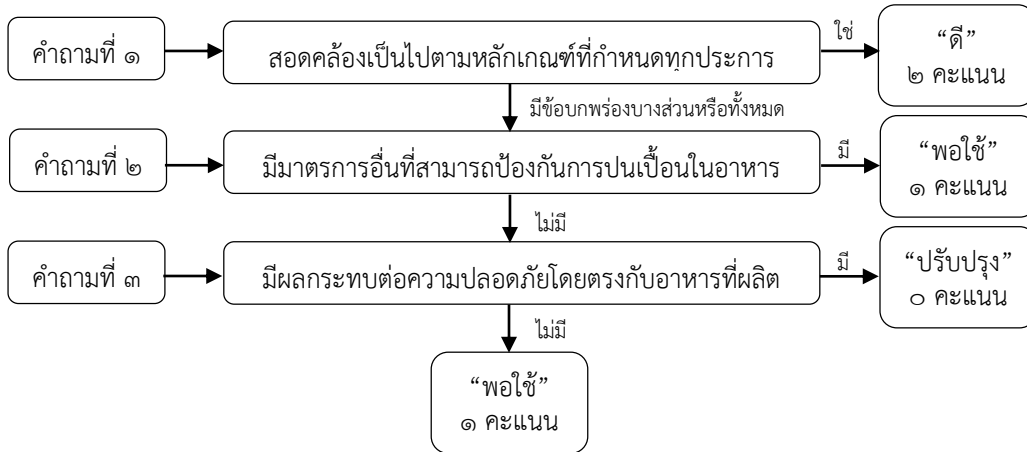 คำถามที่ ๑
สอดคล้องเป็นไปตามหลักเกณฑ์ที่กำหนดทุกประการ
ใช่
“ดี”
๒ คะแนน
มีข้อบกพร่องบางส่วนหรือทั้งหมด
คำถามที่ ๒
มีมาตรการอื่นที่สามารถป้องกันการปนเปื้อนในอาหาร
มี
“พอใช้”
๑ คะแนน
ไม่มี
คำถามที่ ๓
มีผลกระทบต่อความปลอดภัยโดยตรงกับอาหารที่ผลิต
มี
“ปรับปรุง”
๐ คะแนน
ไม่มี
“พอใช้”
๑ คะแนน